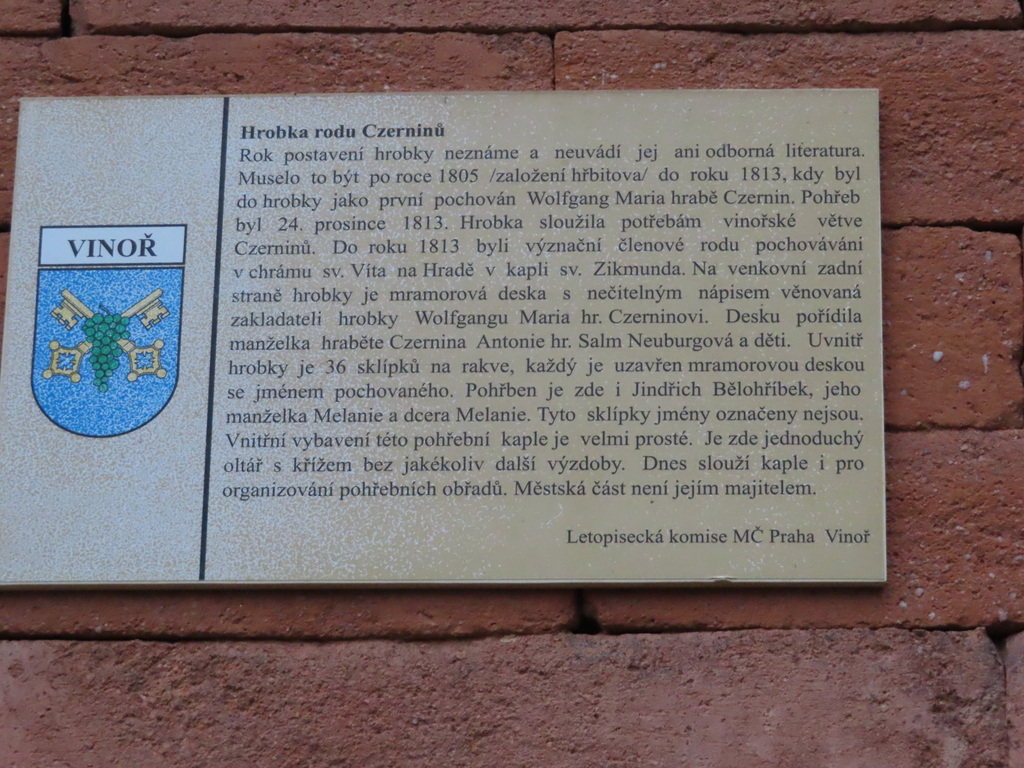 VINOŘ
Hrobka rodu Czerninů
Rok postavení hrobky neznáme a neuvádí jej ani odborná literatura.
Muselo to být po roce 1805 /založení hřbitova/ do roku 1813, kdy byl
do hrobky jako první pochován Wolfgang Maria hrabě Czernin. Pohřeb
byl 24. prosince 1813. Hrobka sloužila potřebám vinořské větve
Czerninů. Do roku 1813 byli význační členové rodu pochováváni
v chrámu sv. Víta na Hradě v kapli sv. Zikmunda. Na venkovní zadní
straně hrobky je mramorová deska s nečitelným nápisem věnovaná
zakladateli hrobky Wolfgangu Maria hr. Czerninovi. Desku pořídila
manželka hraběte Czernina Antonie hr. Salm Neuburgová a děti. Uvnitř
hrobky je 36 sklípků na rakve, každý je uzavřen mramorovou deskou
se jménem pochovaného. Pohřben je zde i Jindřich Bělohříbek, jeho
manželka Melanie a dcera Melanie. Tyto sklípky jmény označeny nejsou.
Vnitřní vybavení této pohřební kaple je velmi prosté. Je zde jednoduchý
oltář s křížem bez jakékoliv další výzdoby. Dnes slouží kaple i pro
organizování pohřebních obřadů. Městská část není jejím majitelem.
Letopisecká komise MČ Praha Vinoř